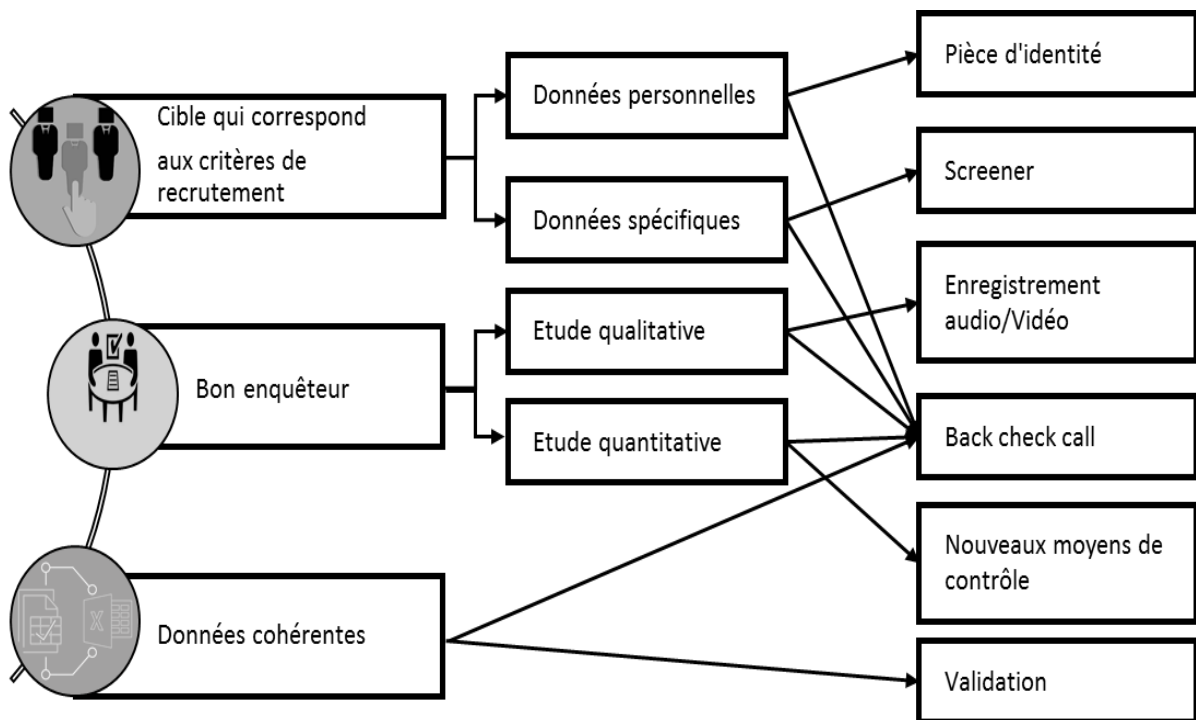 Cible qui correspond
aux critères de
recrutement
Données personnelles
Données spécifiques
Pièce d'identité
Screener
Bon enquêteur
Etude qualitative
Etude quantitative
Enregistrement
audio/Vidéo
Back check call
Nouveaux moyens de
contrôle
Données cohérentes
Validation
X